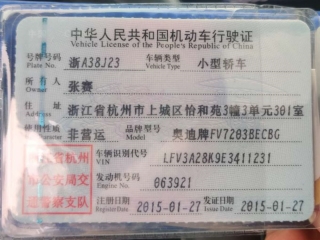 中华人民共和国机动车行驶证
Vehicle License of the People's Republic of China
号牌号码 浙A38J23 车辆类型 小型轿车
Plate No. Vehicle Type
所有人 张赛
Owner
住址 浙江省杭州市上城区怡和苑3幢3单元301室
Address
使用性质 非营运 品牌型号 奥迪牌FV7203BECBG
Model
车辆识别代号 LFV3A28K9E3411231
VIN
发动机号码 063921
Engine No.
注册日期 2015-01-27 发证日期 2015-01-27
Register Date Issue Date
江省杭州
市公安局交
通警察支队